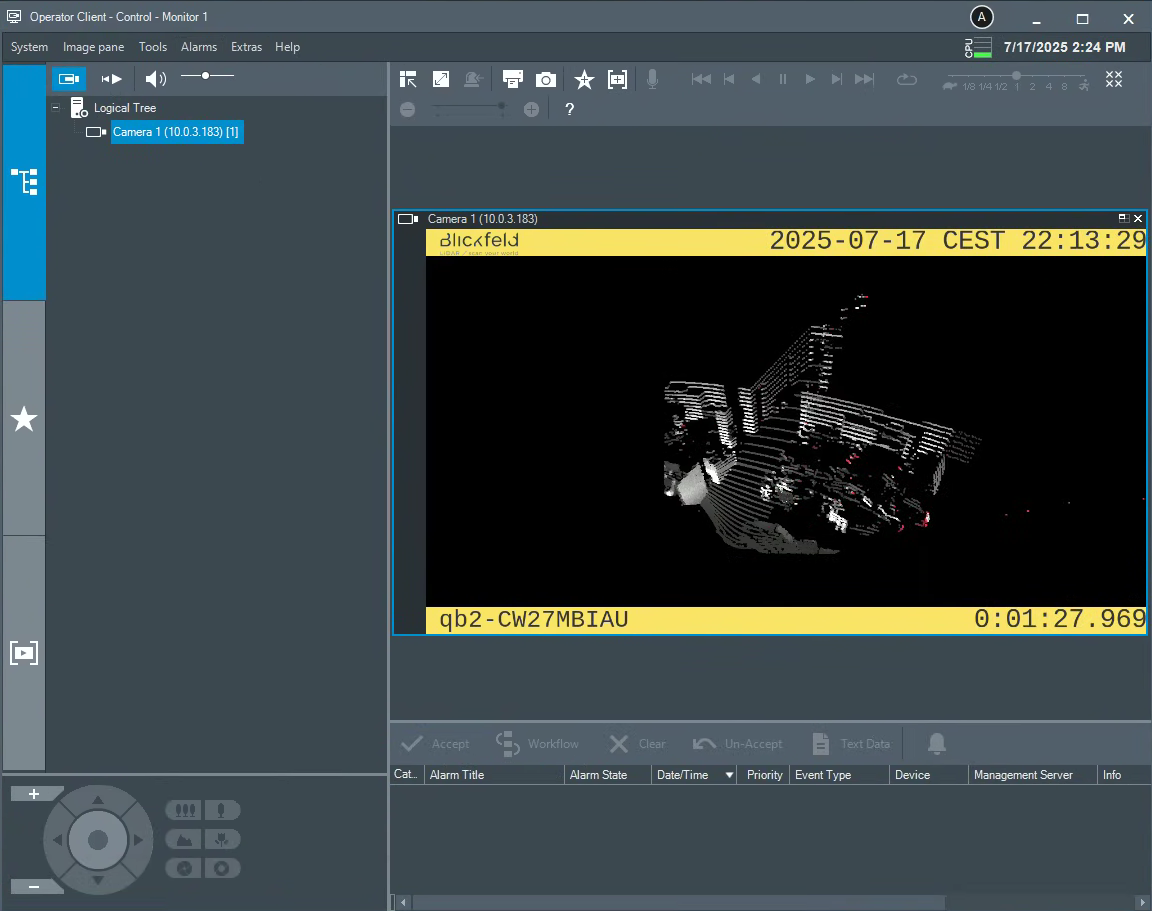 Operator Client - Control - Monitor 1
A
System Image pane Tools Alarms Extras Help
CPU
7/17/2025 2:24 PM
1/8 1/4 1/2 1 2 4 8
?
Logical Tree
Camera 1 (10.0.3.183) [1]
Camera 1 (10.0.3.183)
Blickfeld
2025-07-17 CEST 22:13:29
LiDAR / scan your world
qb2-CW27MBIAU
0:01:27.969
Accept Workflow Clear Un-Accept Text Data
Cat... Alarm Title Alarm State Date/Time Priority Event Type Device Management Server Info